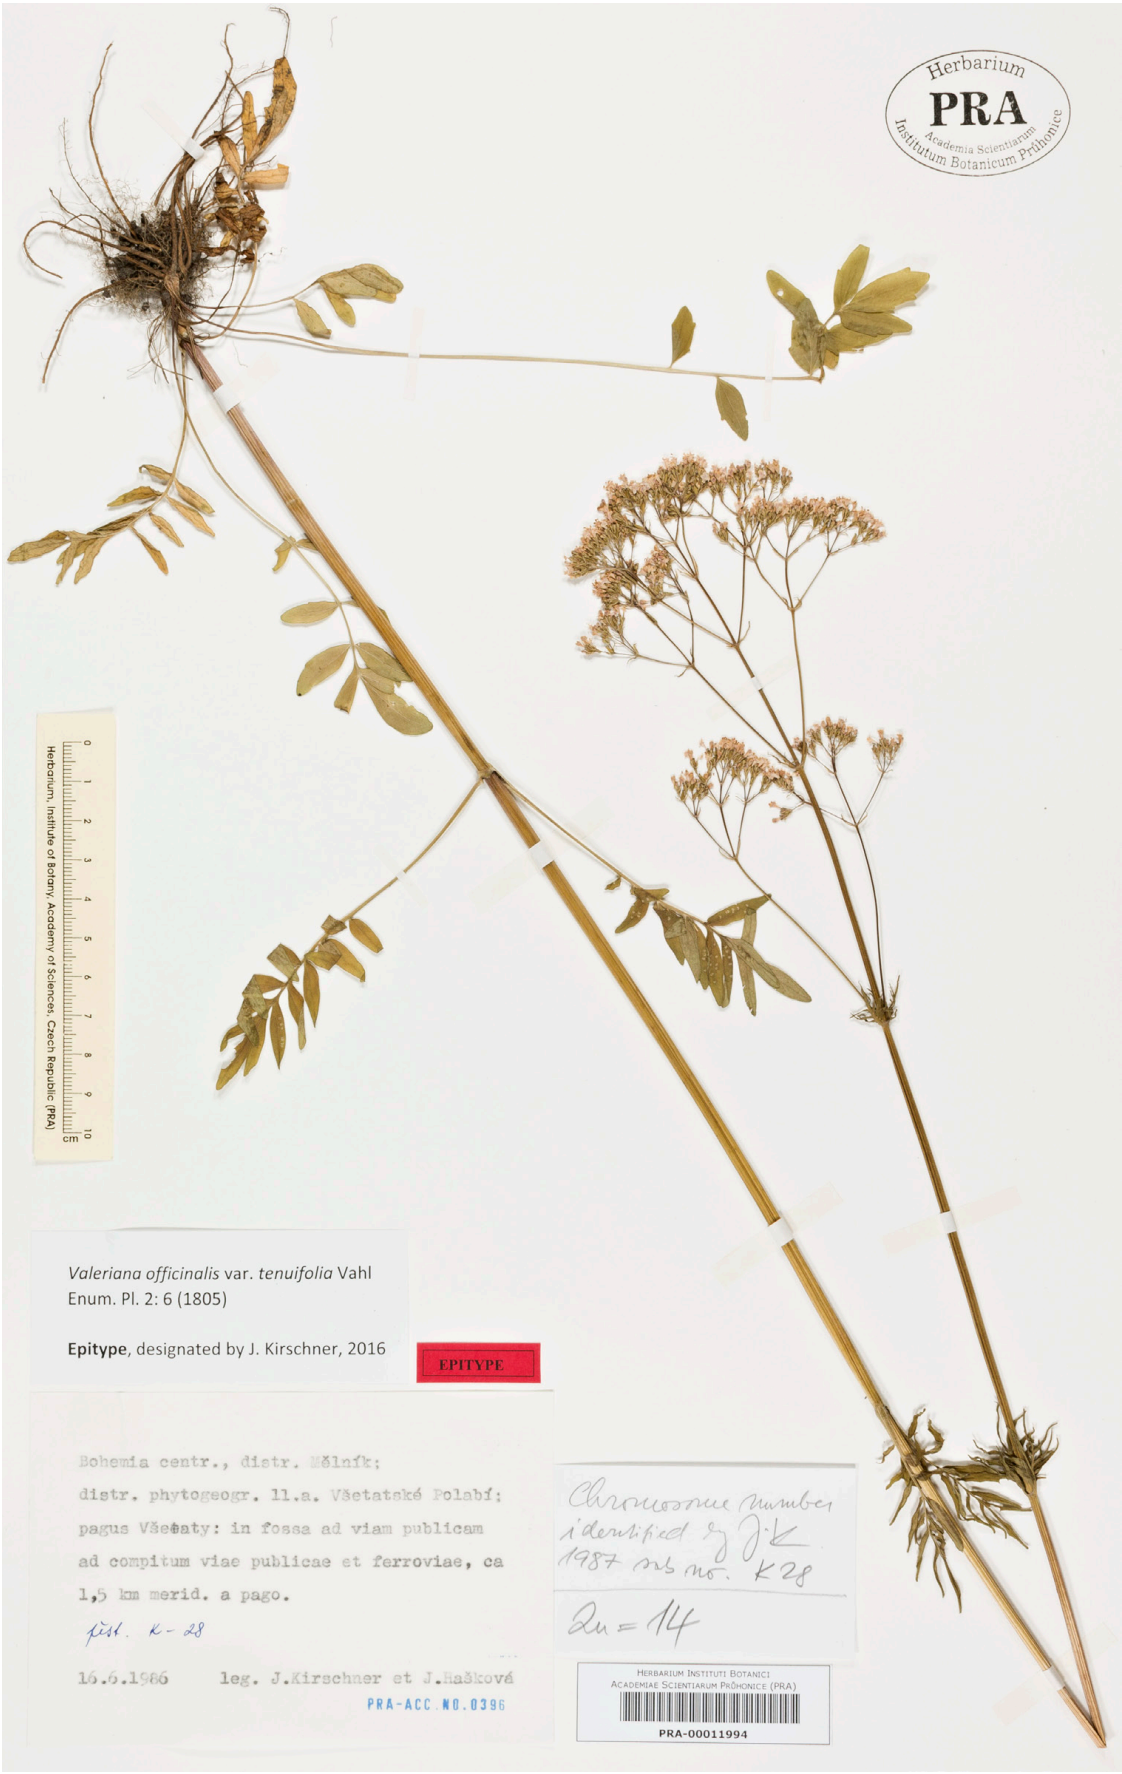 Herbarium
PRA
Academia Scientiarum
Institutum Botanicum Průhonice
Herbarium, Institute of Botany, Academy of Sciences, Czech Republic (PRA)
0 1 2 3 4 5 6 7 8 9 10
cm
Valeriana officinalis var. tenuifolia Vahl
Enum. Pl. 2: 6 (1805)
Epitype, designated by J. Kirschner, 2016
EPITYPE
Bohemia centr., distr. Mělník;
distr. phytogeogr. 11.a. Všetatské Polabí;
pagus Všetaty: in fossa ad viam publicam
ad compitum viae publicae et ferroviae, ca
1,5 km merid. a pago.
K-28
16.6.1986 leg. J.Kirschner et J.Rašková
PRA-ACC.NO.0396
Chromosome number
identified by J.K
1987 sub no. K 28
2n = 14
HERBARIUM INSTITUTI BOTANICI
ACADEMIAE SCIENTIARUM PRŮHONICE (PRA)
PRA-00011994